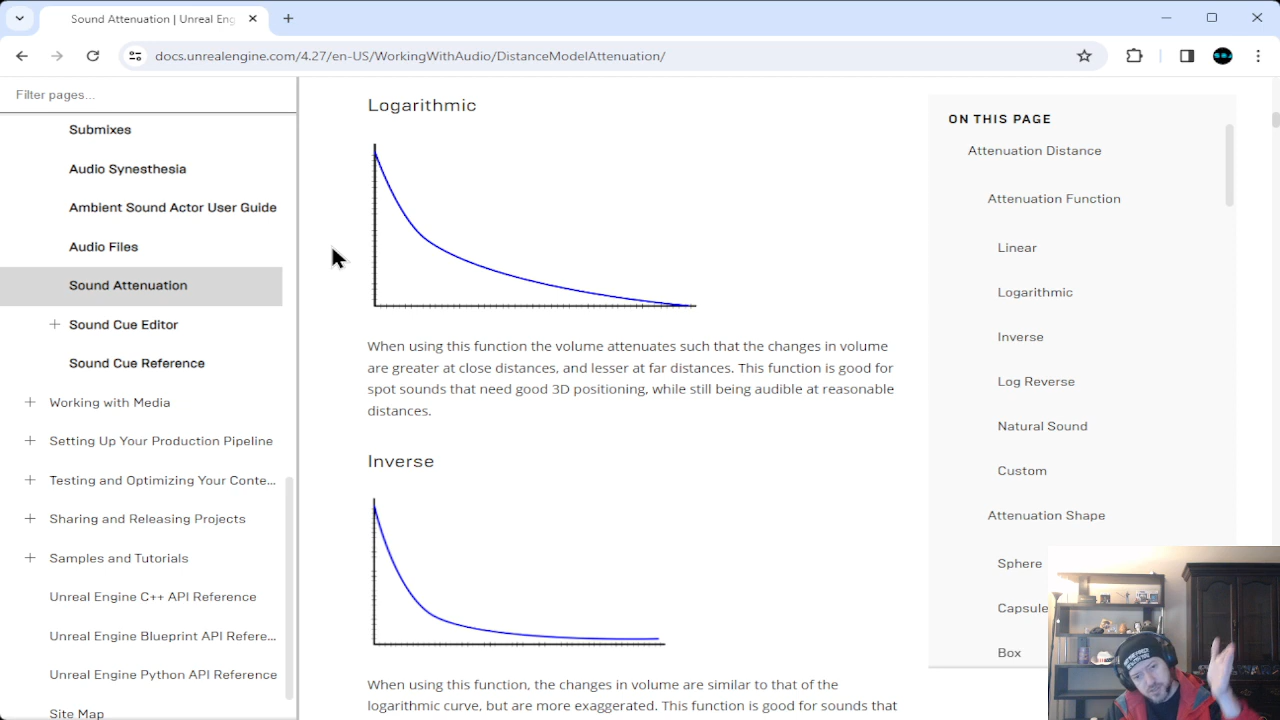 Sound Attenuation | Unreal Eng
docs.unrealengine.com/4.27/en-US/WorkingWithAudio/DistanceModelAttenuation/
Filter pages...
Submixes
Audio Synesthesia
Ambient Sound Actor User Guide
Audio Files
Sound Attenuation
Sound Cue Editor
Sound Cue Reference
Working with Media
Setting Up Your Production Pipeline
Testing and Optimizing Your Conte...
Sharing and Releasing Projects
Samples and Tutorials
Unreal Engine C++ API Reference
Unreal Engine Blueprint API Refere...
Unreal Engine Python API Reference
Site Map
Logarithmic
When using this function the volume attenuates such that the changes in volume
are greater at close distances, and lesser at far distances. This function is good for
spot sounds that need good 3D positioning, while still being audible at reasonable
distances.
Inverse
When using this function, the changes in volume are similar to that of the
logarithmic curve, but are more exaggerated. This function is good for sounds that
ON THIS PAGE
Attenuation Distance
Attenuation Function
Linear
Logarithmic
Inverse
Log Reverse
Natural Sound
Custom
Attenuation Shape
Sphere
Capsule
Box